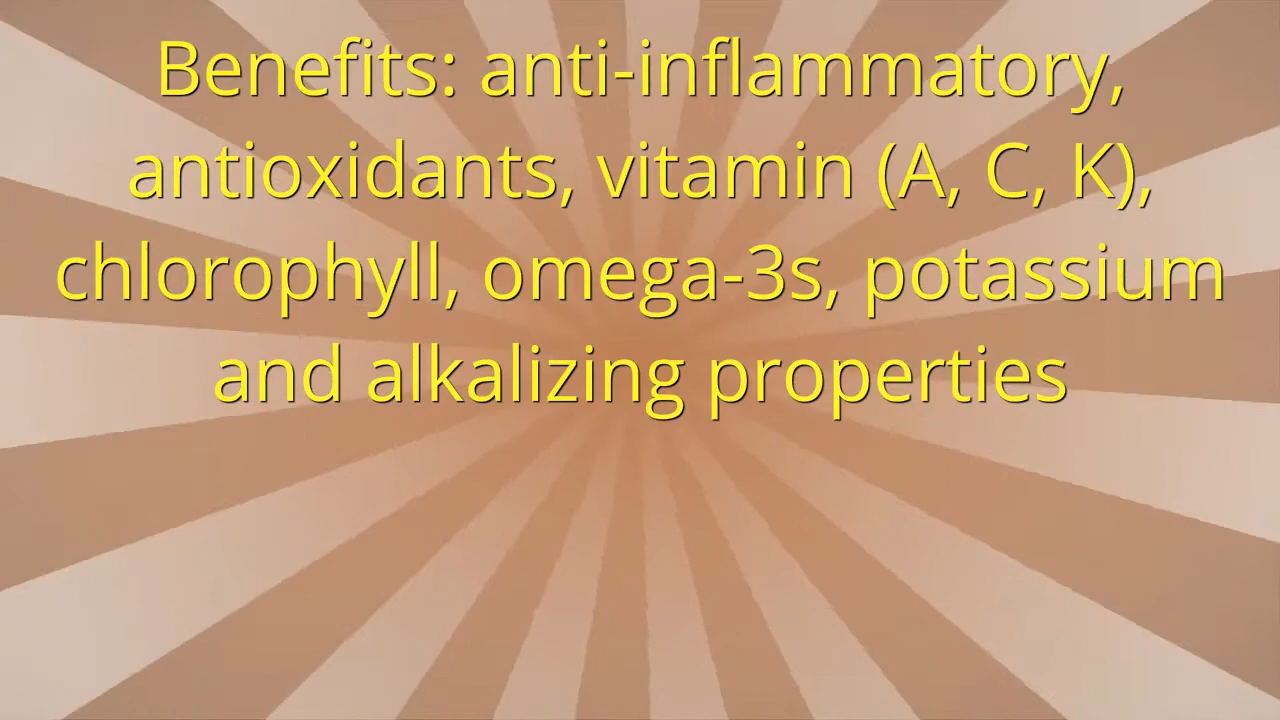 Benefits: anti-inflammatory,
antioxidants, vitamin (A, C, K),
chlorophyll, omega-3s, potassium
and alkalizing properties